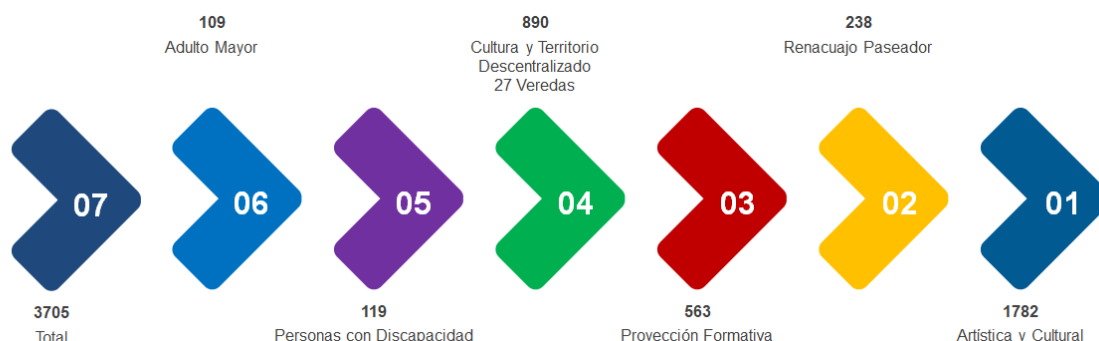 109
Adulto Mayor
890
Cultura y Territorio
Descentralizado
27 Veredas
238
Renacuajo Paseador
07
06
05
04
03
02
01
3705
Total
119
Personas con Discapacidad
563
Proyección Formativa
1782
Artística y Cultural